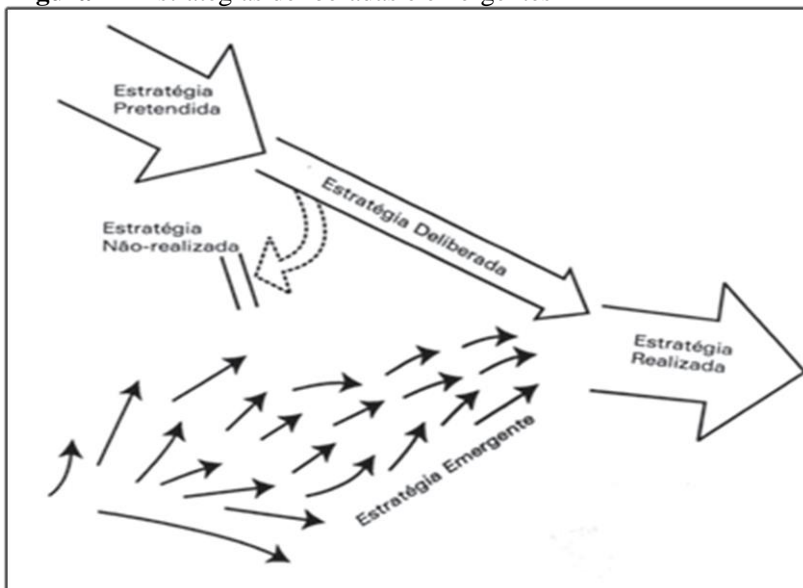 Estratégia
Pretendida
Estratégia Deliberada
Estratégia
Não-realizada
Estratégia
Realizada
Estratégia Emergente